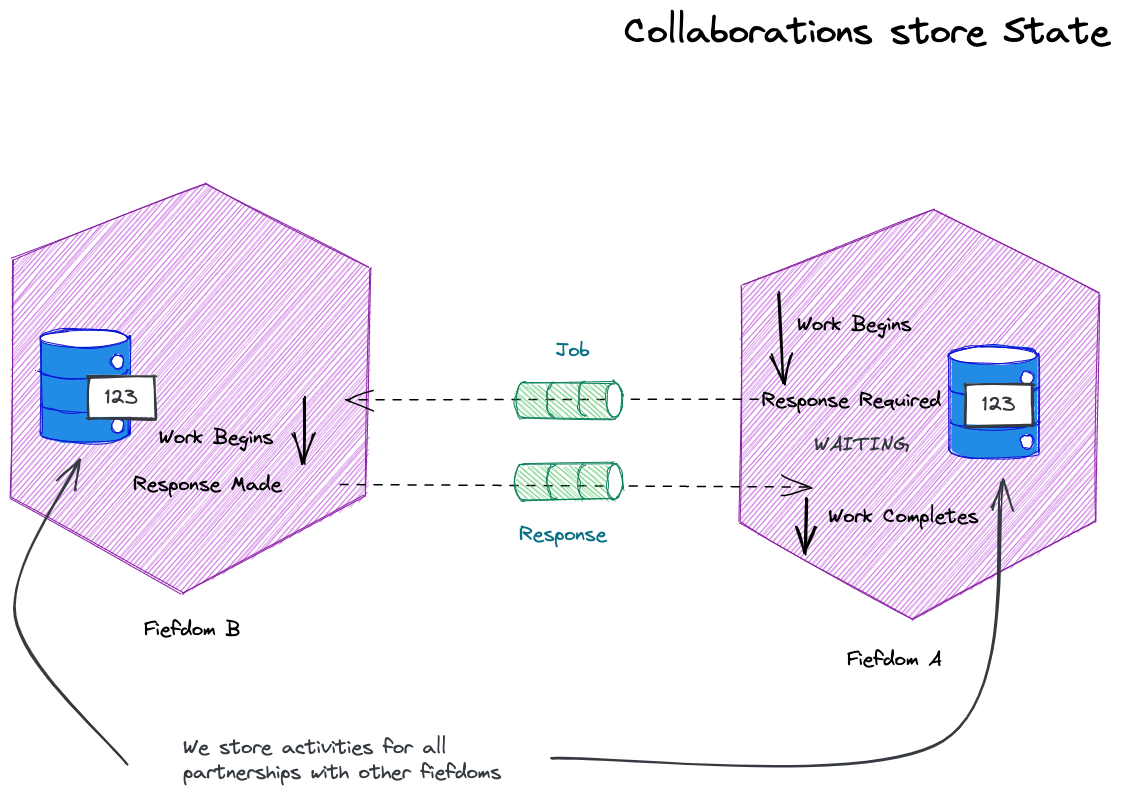 Collaborations store State
Job
Response
Work Begins
Response Required
WAITING
Work Completes
123
123
Work Begins
Response Made
Fiefdom B
Fiefdom A
We store activities for all
partnerships with other fiefdoms